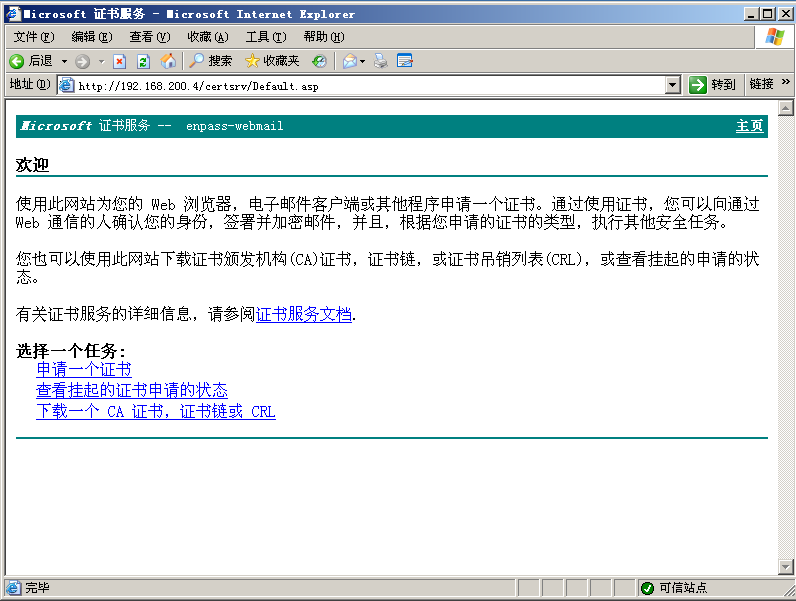 Microsoft 证书服务 - Microsoft Internet Explorer
文件(F) 编辑(E) 查看(V) 收藏(A) 工具(T) 帮助(H)
后退 搜索 收藏夹
地址(D) http://192.168.200.4/certsrv/Default.asp 转到 链接 »
Microsoft 证书服务 -- enpass-webmail 主页
欢迎
使用此网站为您的 Web 浏览器，电子邮件客户端或其他程序申请一个证书。通过使用证书，您可以向通过
Web 通信的人确认您的身份，签署并加密邮件，并且，根据您申请的证书的类型，执行其他安全任务。
您也可以使用此网站下载证书颁发机构(CA)证书，证书链，或证书吊销列表(CRL)，或查看挂起的申请的状
态。
有关证书服务的详细信息，请参阅证书服务文档.
选择一个任务:
申请一个证书
查看挂起的证书申请的状态
下载一个 CA 证书，证书链或 CRL
完毕 可信站点